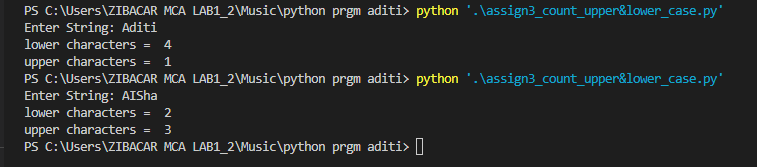 PS C:\Users\ZIBACAR MCA LAB1_2\Music\python prgm aditi> python '.\assign3_count_upper&lower_case.py'
Enter String: Aditi
lower characters =  4
upper characters =  1
PS C:\Users\ZIBACAR MCA LAB1_2\Music\python prgm aditi> python '.\assign3_count_upper&lower_case.py'
Enter String: AISha
lower characters =  2
upper characters =  3
PS C:\Users\ZIBACAR MCA LAB1_2\Music\python prgm aditi>